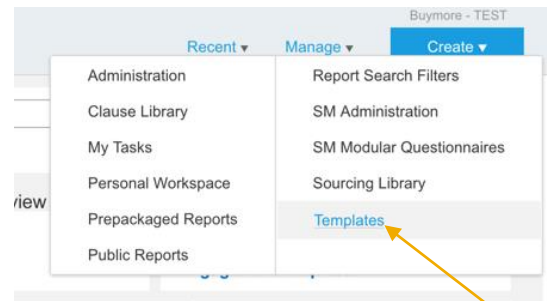 Buymore - TEST
Recent ▾ Manage ▾ Create ▾
Administration
Clause Library
My Tasks
Personal Workspace
Prepackaged Reports
Public Reports
Report Search Filters
SM Administration
SM Modular Questionnaires
Sourcing Library
Templates
view